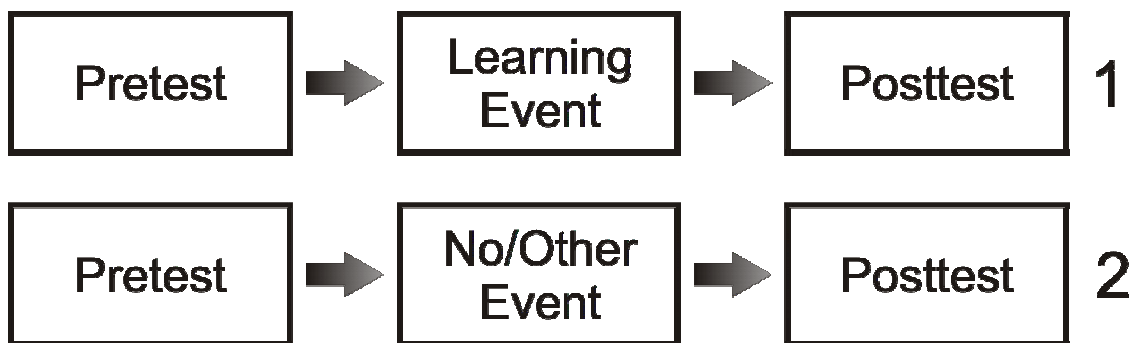 Pretest
Learning
Event
Posttest
1
Pretest
No/Other
Event
Posttest
2